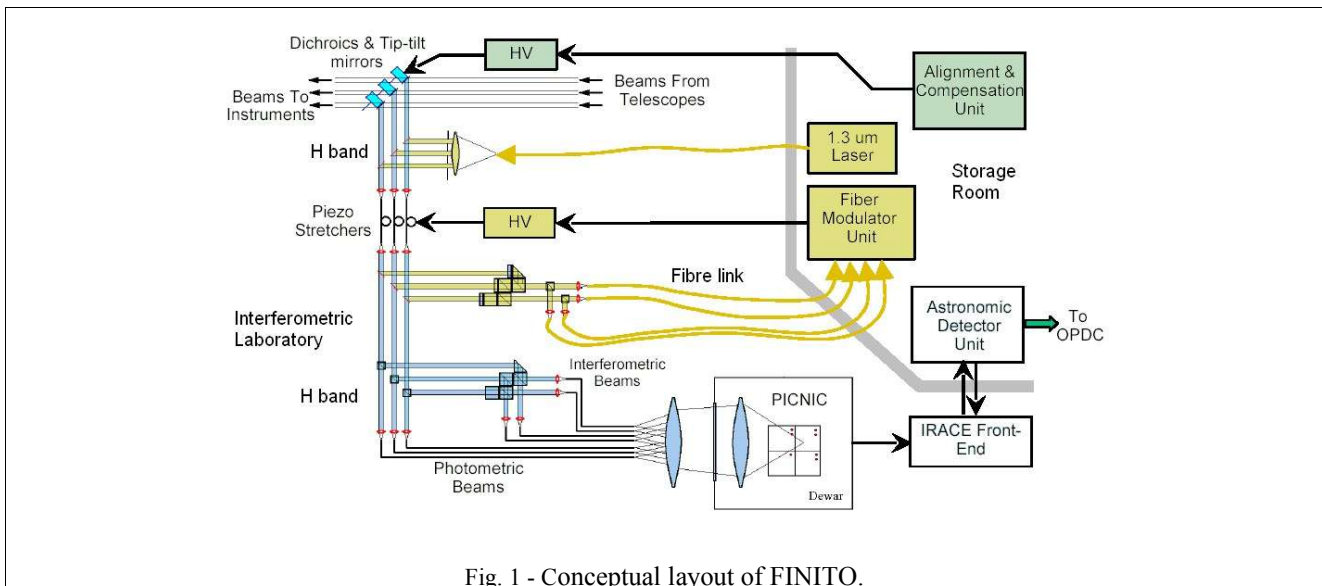 Dichroics & Tip-tilt
mirrors
HV
Alignment &
Compensation
Unit
Beams To
Instruments
Beams From
Telescopes
H band
1.3 um
Laser
Storage
Room
Piezo
Stretchers
HV
Fiber
Modulator
Unit
Fibre link
Interferometric
Laboratory
Astronomic
Detector
Unit
To
OPDC
Interferometric
Beams
H band
PICNIC
IRACE Front-
End
Photometric
Beams
Dewar
Fig. 1 - Conceptual layout of FINITO.